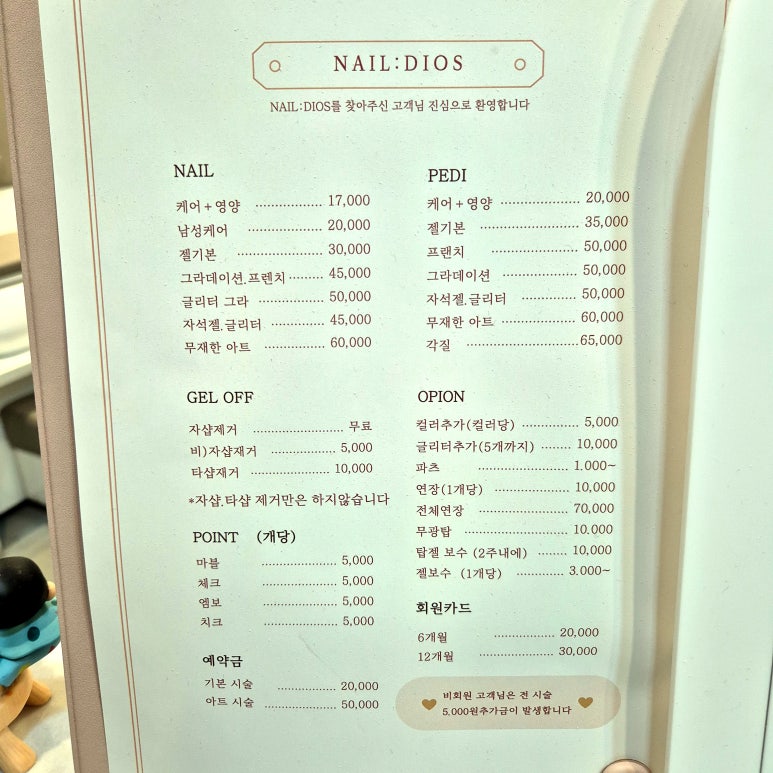 NAIL:DIOS
NAIL:DIOS를 찾아주신 고객님 진심으로 환영합니다
NAIL
케어+영양 17,000
남성케어 20,000
젤기본 30,000
그라데이션.프렌치 45,000
글리터 그라 50,000
자석젤.글리터 45,000
무재한 아트 60,000
PEDI
케어+영양 20,000
젤기본 35,000
프랜치 50,000
그라데이션 50,000
자석젤.글리터 50,000
무재한 아트 60,000
각질 65,000
GEL OFF
자샵제거 무료
비)자샵재거 5,000
타샵재거 10,000
*자샵.타샵 제거만은 하지않습니다
POINT (개당)
마블 5,000
체크 5,000
엠보 5,000
치크 5,000
예약금
기본 시술 20,000
아트 시술 50,000
OPION
컬러추가(컬러당) 5,000
글리터추가(5개까지) 10,000
파츠 1.000~
연장(1개당) 10,000
전체연장 70,000
무광탑 10.000
탑젤 보수 (2주내에) 10,000
젤보수 (1개당) 3.000~
회원카드
6개월 20,000
12개월 30,000
비회원 고객님은 전 시술
5.000원추가금이 발생합니다